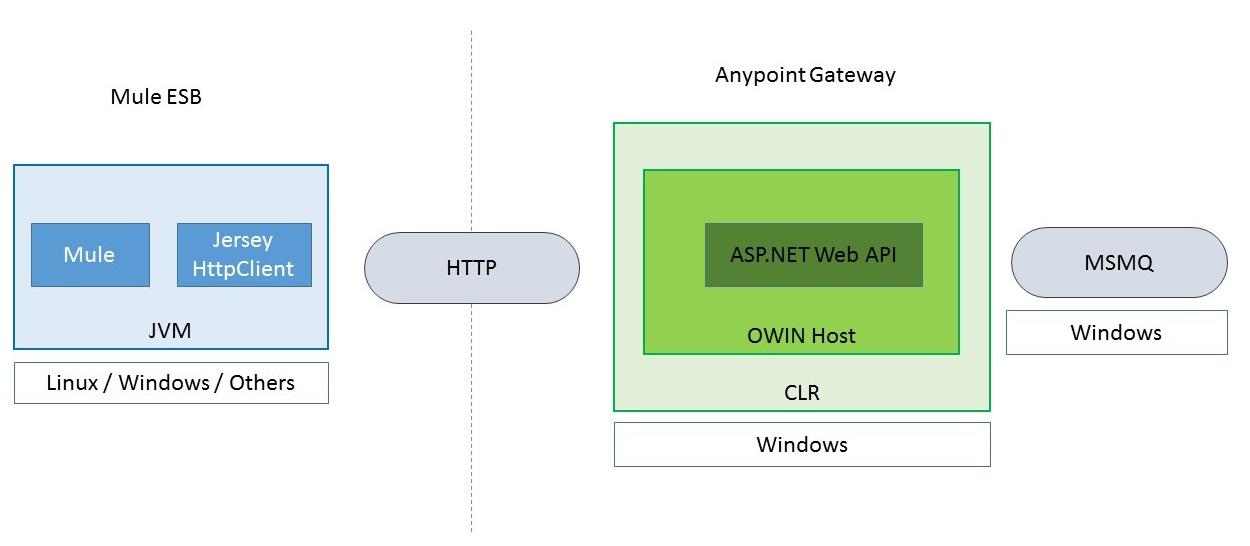 Mule ESB
Anypoint Gateway
Mule
Jersey
HttpClient
JVM
Linux / Windows / Others
HTTP
ASP.NET Web API
OWIN Host
CLR
Windows
MSMQ
Windows